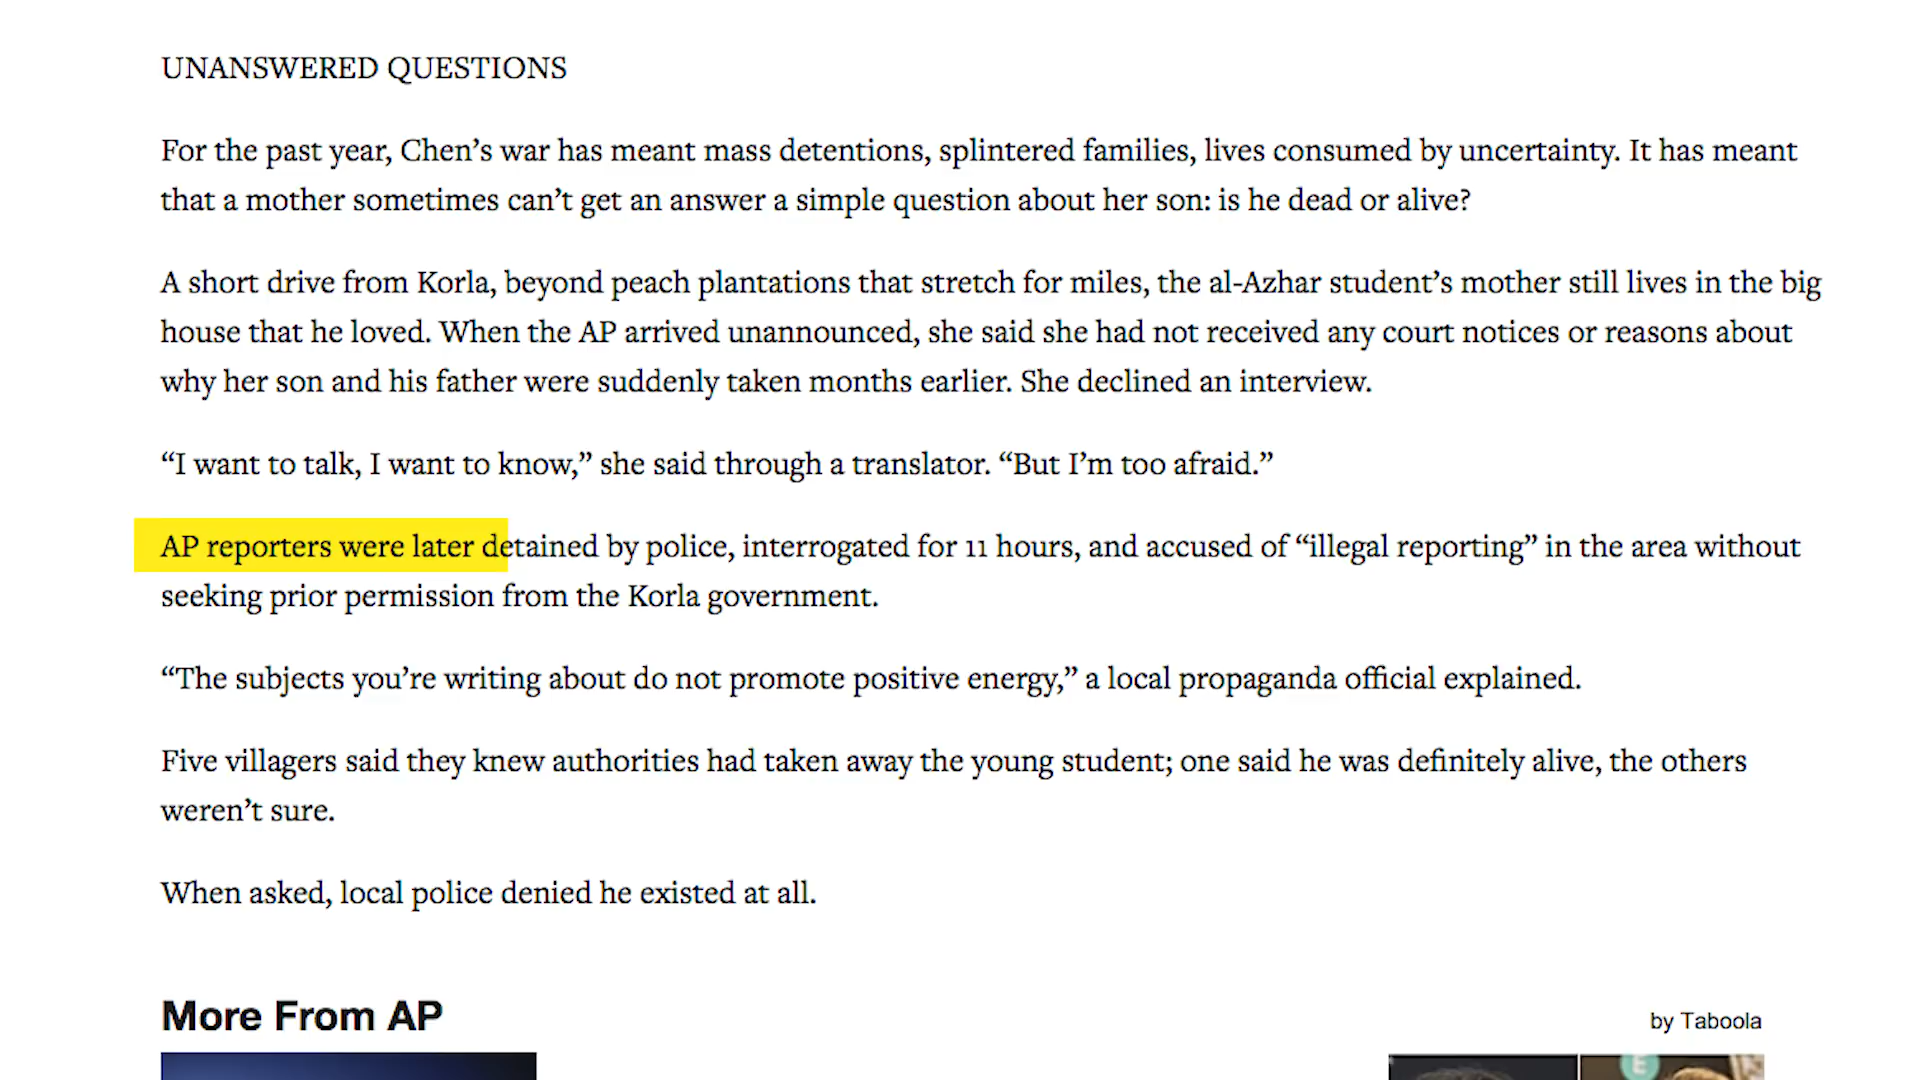 UNANSWERED QUESTIONS
For the past year, Chen’s war has meant mass detentions, splintered families, lives consumed by uncertainty. It has meant
that a mother sometimes can’t get an answer a simple question about her son: is he dead or alive?
A short drive from Korla, beyond peach plantations that stretch for miles, the al-Azhar student’s mother still lives in the big
house that he loved. When the AP arrived unannounced, she said she had not received any court notices or reasons about
why her son and his father were suddenly taken months earlier. She declined an interview.
“I want to talk, I want to know,” she said through a translator. “But I’m too afraid.”
AP reporters were later detained by police, interrogated for 11 hours, and accused of “illegal reporting” in the area without
seeking prior permission from the Korla government.
“The subjects you’re writing about do not promote positive energy,” a local propaganda official explained.
Five villagers said they knew authorities had taken away the young student; one said he was definitely alive, the others
weren’t sure.
When asked, local police denied he existed at all.
More From AP
by Taboola
E